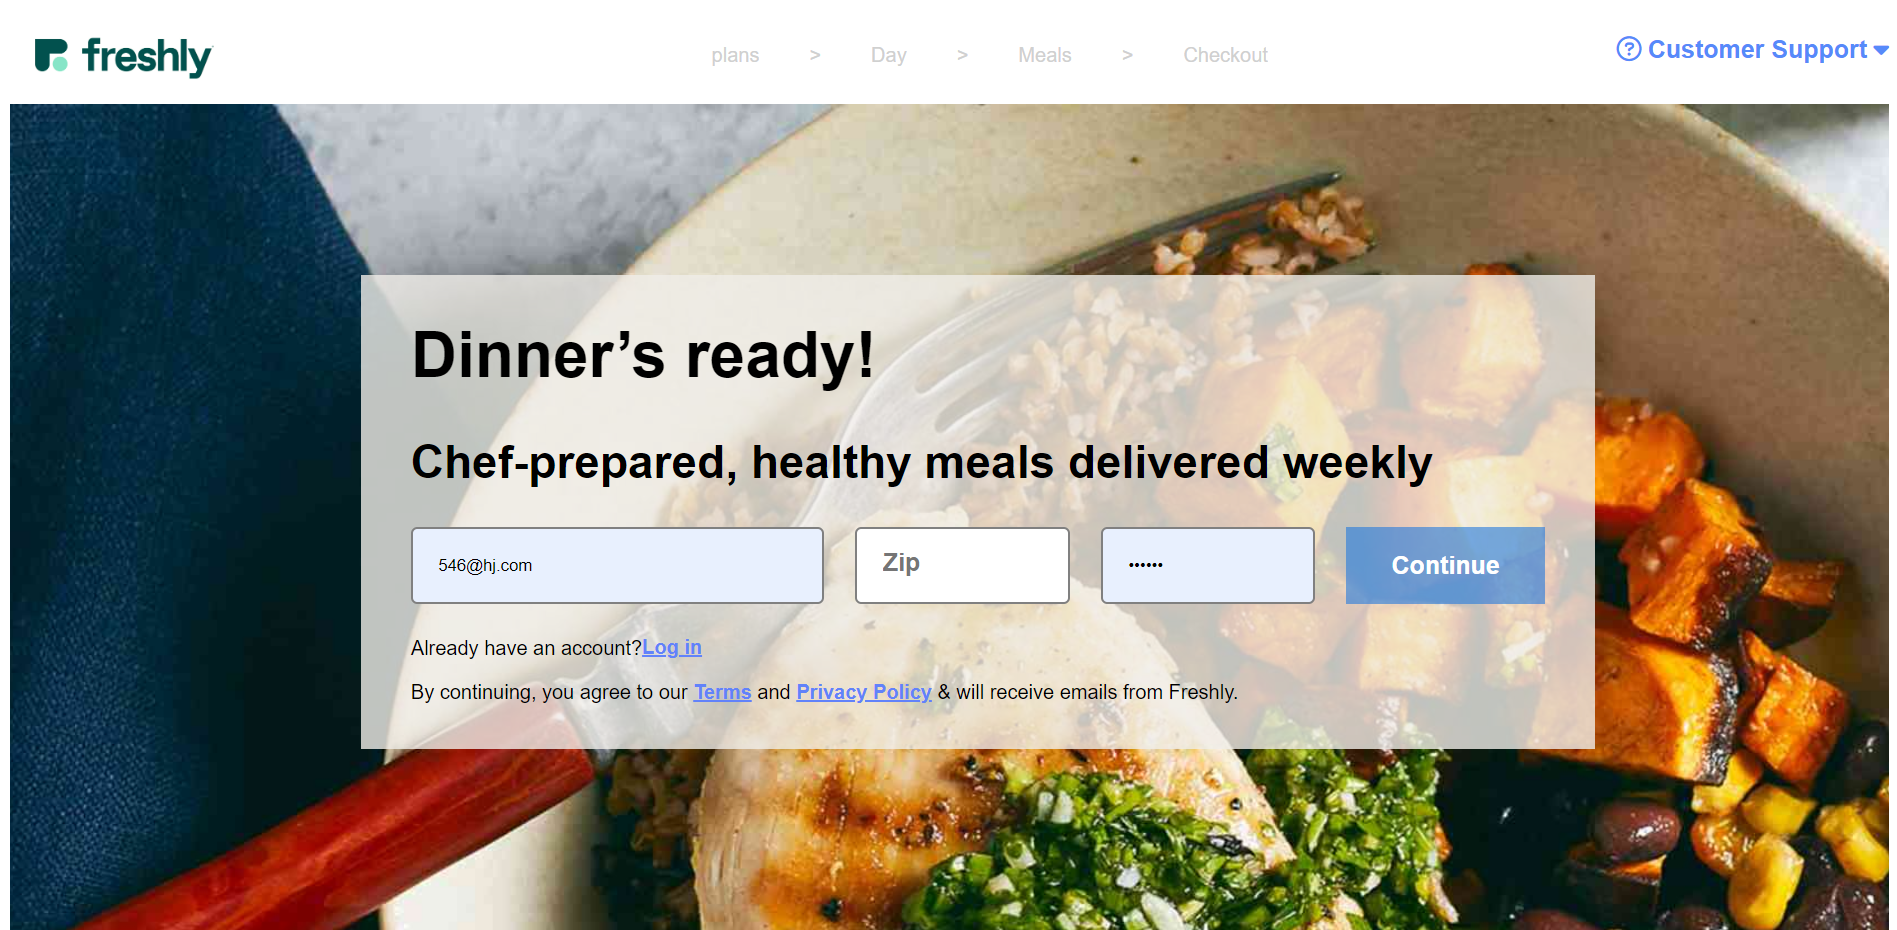 freshly
plans > Day > Meals > Checkout
? Customer Support
Dinner’s ready!
Chef-prepared, healthy meals delivered weekly
546@hj.com Zip •••••• Continue
Already have an account?Log in
By continuing, you agree to our Terms and Privacy Policy & will receive emails from Freshly.